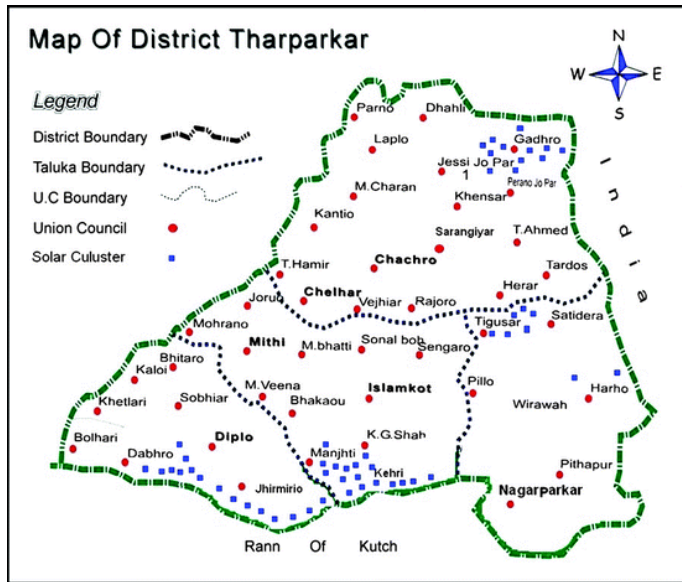 Map Of District Tharparkar
N
W E
S
Legend
District Boundary
Taluka Boundary
U.C Boundary
Union Council
Solar Culuster
Parno
Dhahli
Laplo
Gadhro
Jessi Jo Par
1
Perano Jo Par
M.Charan
Khensar
Kantio
Sarangiyar
T.Ahmed
Chachro
T.Hamir
Tardos
Herar
Chelhar
Joruo
Vejhiar
Rajoro
India
Mohrano
Tigusar
Satidera
Mithi
M.bhatti
Sonal boh
Sengaro
Bhitaro
Kaloi
M.Veena
Islamkot
Pillo
Harho
Khetlari
Sobhiar
Bhakaou
Wirawah
Bolhari
Diplo
K.G.Shah
Dabhro
Manjhti
Kehri
Pithapur
Jhirmirio
Nagarparkar
Rann Of Kutch